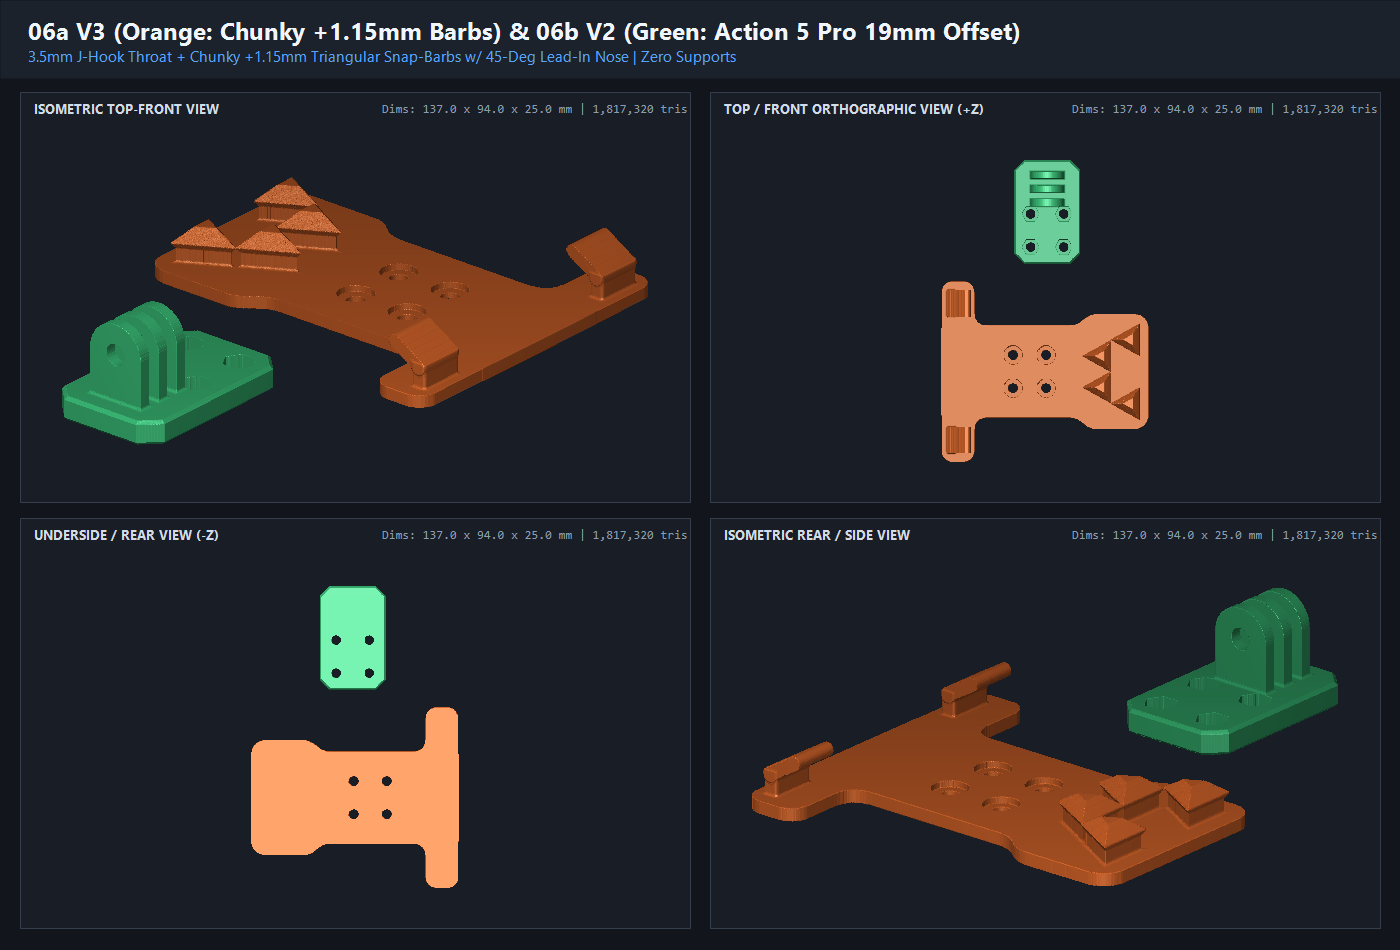 06a V3 (Orange: Chunky +1.15mm Barbs) & 06b V2 (Green: Action 5 Pro 19mm Offset)
3.5mm J-Hook Throat + Chunky +1.15mm Triangular Snap-Barbs w/ 45-Deg Lead-In Nose | Zero Supports
ISOMETRIC TOP-FRONT VIEW Dims: 137.0 x 94.0 x 25.0 mm | 1,817,320 tris
TOP / FRONT ORTHOGRAPHIC VIEW (+Z) Dims: 137.0 x 94.0 x 25.0 mm | 1,817,320 tris
UNDERSIDE / REAR VIEW (-Z) Dims: 137.0 x 94.0 x 25.0 mm | 1,817,320 tris
ISOMETRIC REAR / SIDE VIEW Dims: 137.0 x 94.0 x 25.0 mm | 1,817,320 tris